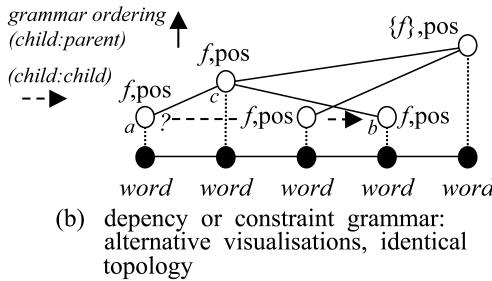 grammar ordering
(child:parent)
(child:child)
{f},pos
f,pos
f,pos
c
a ? f,pos b f,pos
word word word word word
(b) depency or constraint grammar:
alternative visualisations, identical
topology